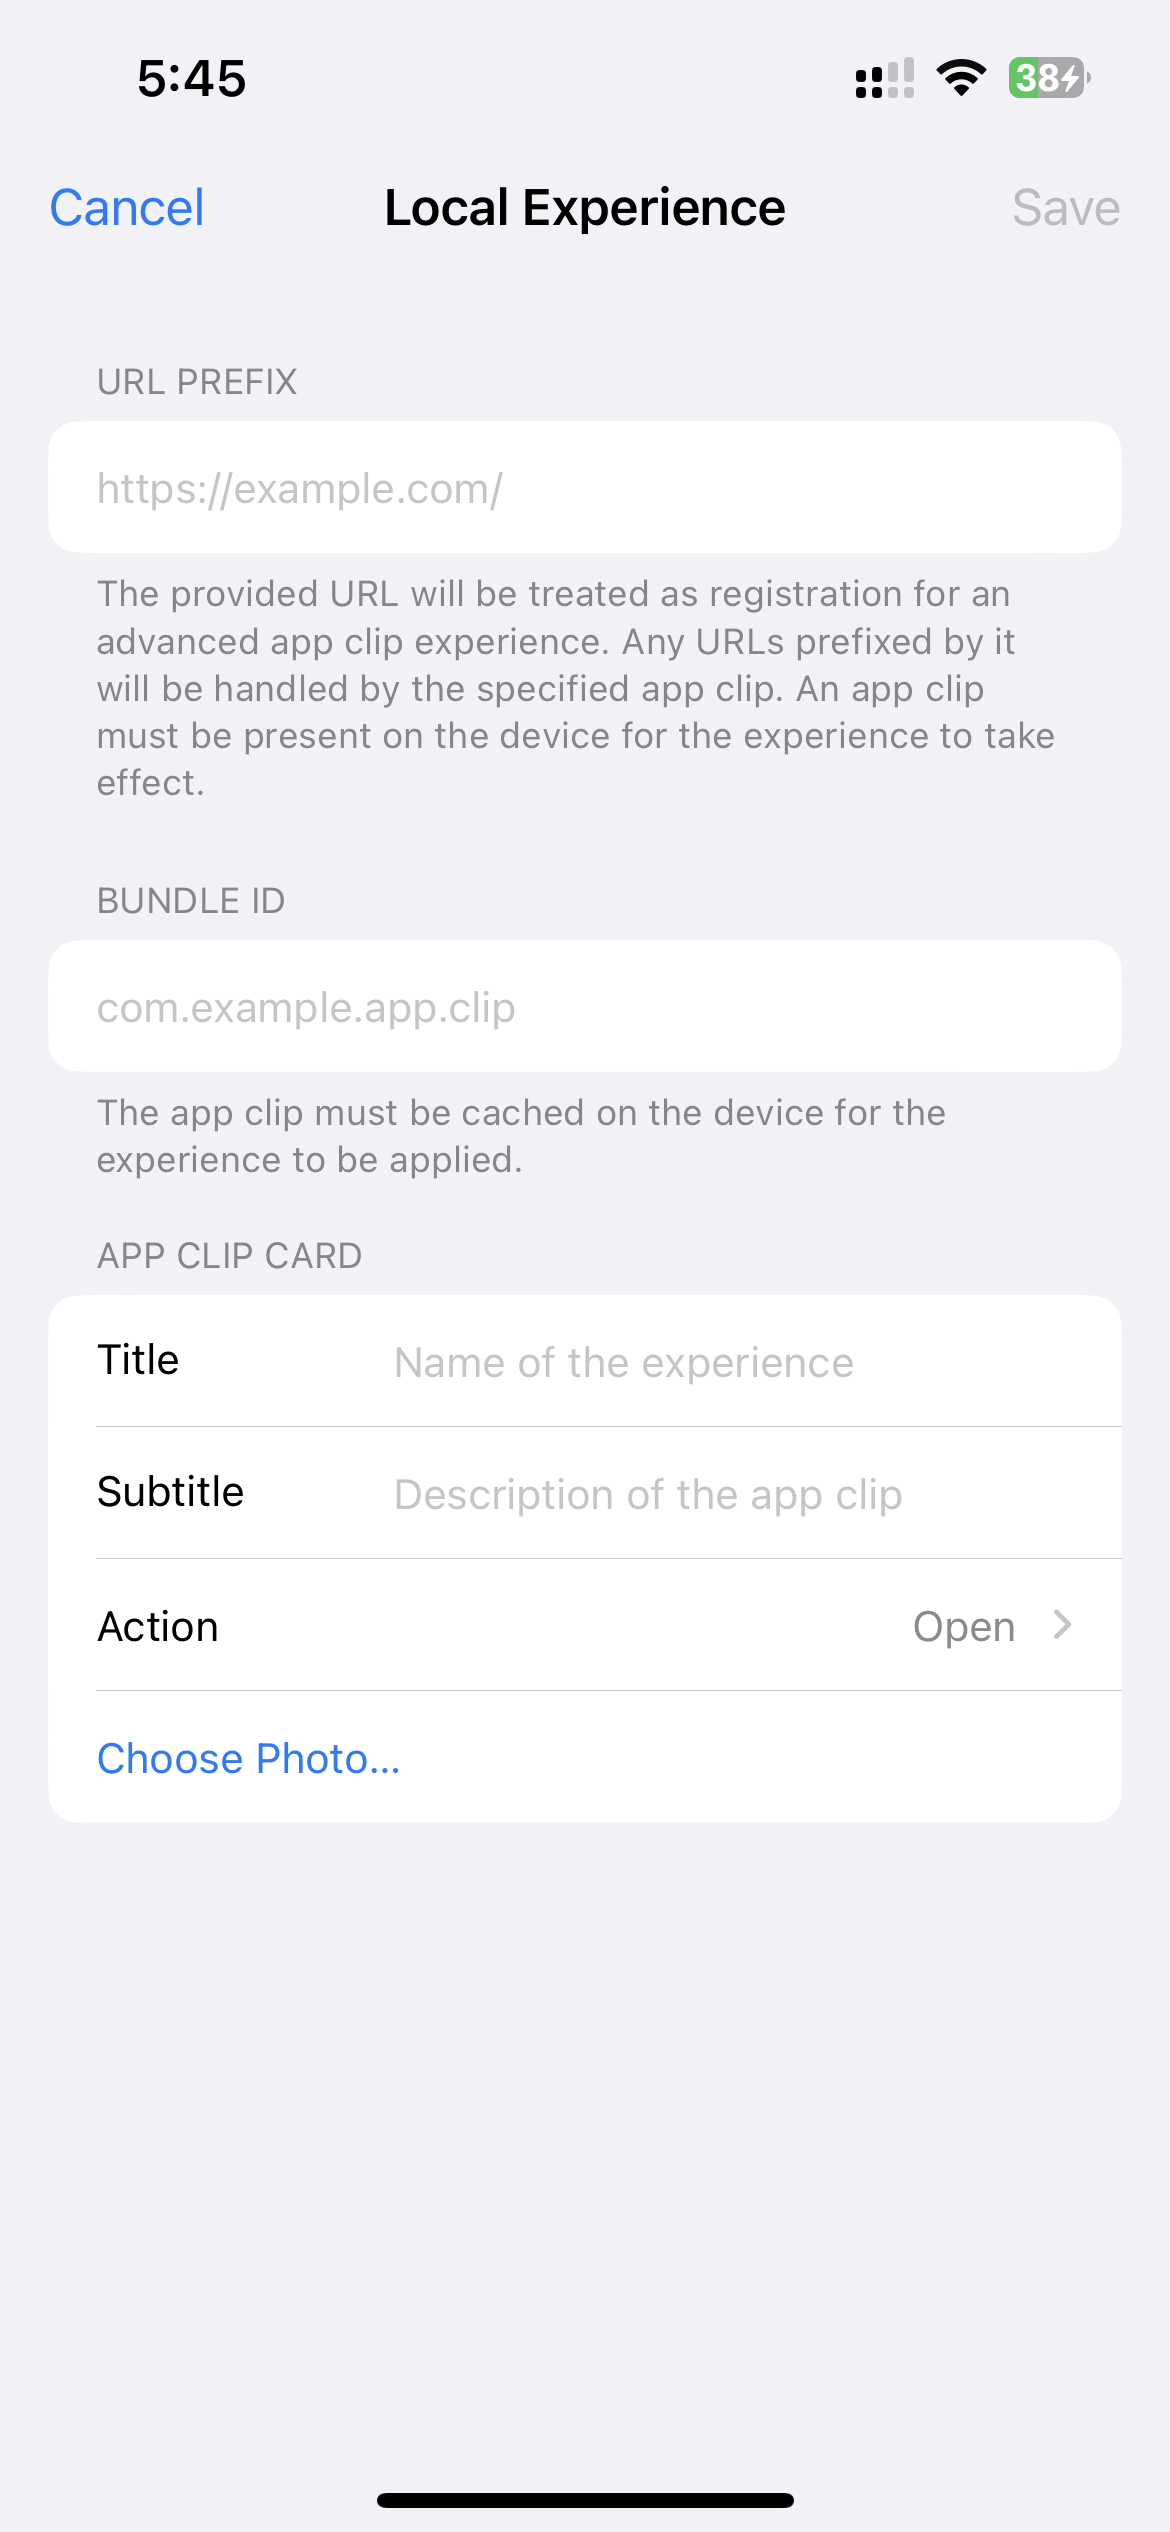 5:45
38
Cancel
Local Experience
Save
URL PREFIX
https://example.com/
The provided URL will be treated as registration for an
advanced app clip experience. Any URLs prefixed by it
will be handled by the specified app clip. An app clip
must be present on the device for the experience to take
effect.
BUNDLE ID
com.example.app.clip
The app clip must be cached on the device for the
experience to be applied.
APP CLIP CARD
Title Name of the experience
Subtitle Description of the app clip
Action Open
Choose Photo...